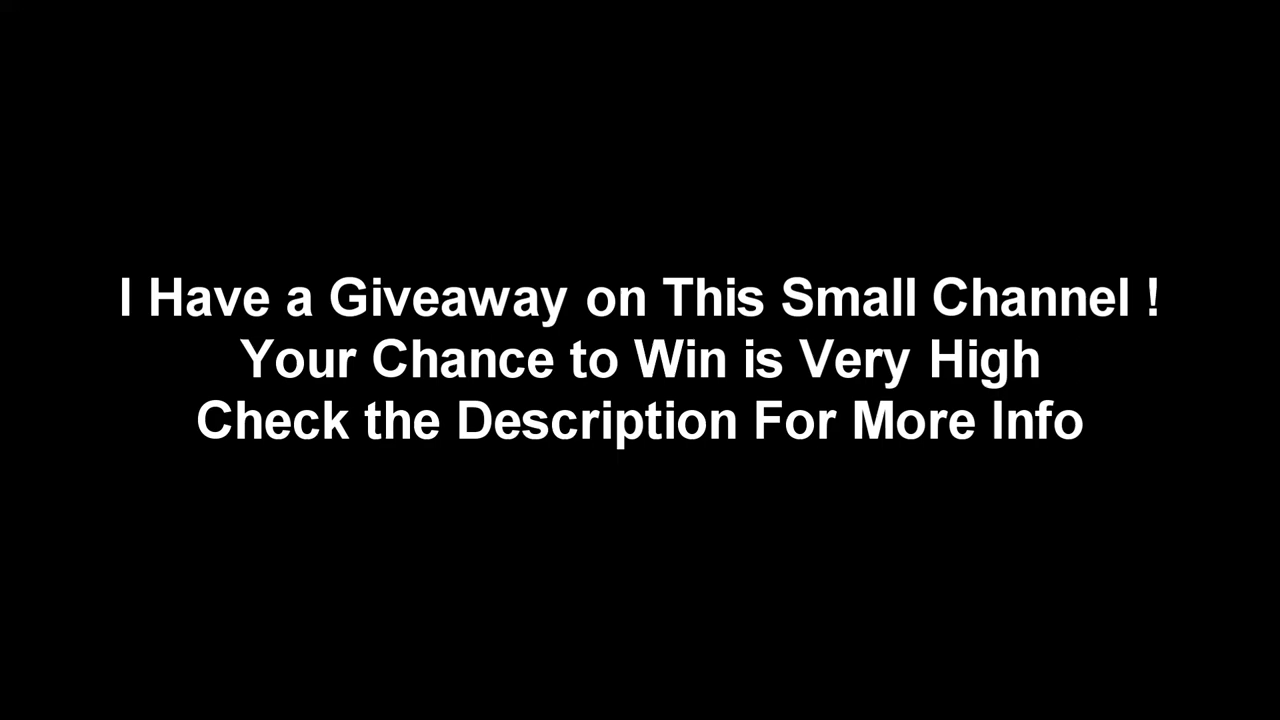 I Have a Giveaway on This Small Channel !
Your Chance to Win is Very High
Check the Description For More Info